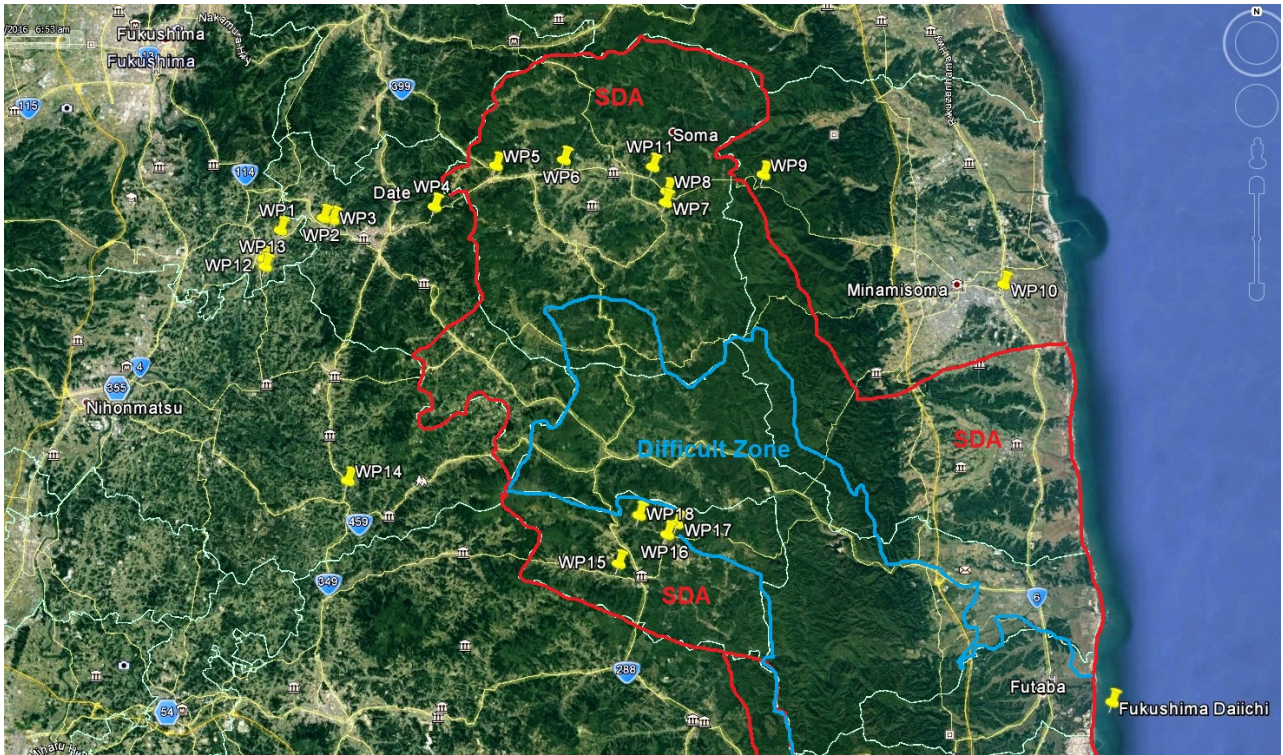 /2016 6:53 am
Fukushima
13
Fukushima
N
115
399
SDA
Soma
114
WP5
WP6
WP11
WP9
WP8
Date
WP4
WP7
WP1
WP3
WP2
WP13
WP12
Minamisoma
WP10
4
355
Nihonmatsu
SDA
Difficult Zone
WP14
WP18
459
WP17
WP16
WP15
349
SDA
6
288
Futaba
54
Fukushima Daiichi